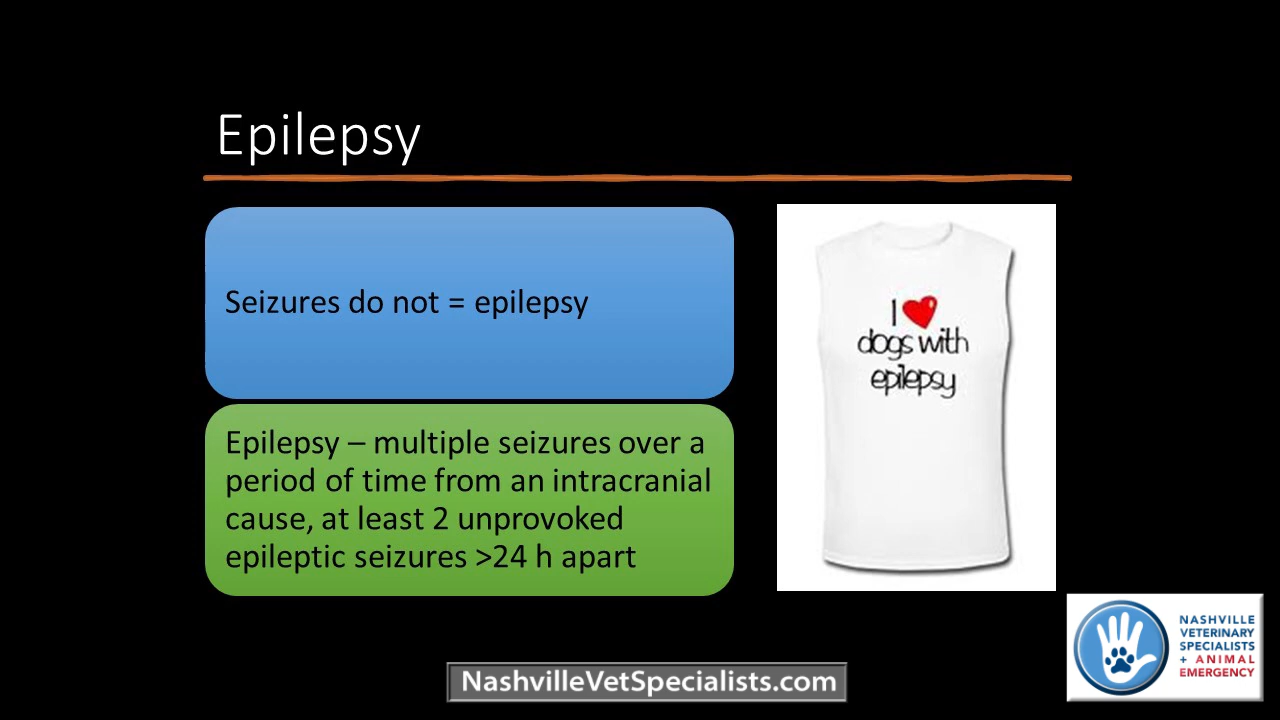 Epilepsy
Seizures do not = epilepsy
Epilepsy – multiple seizures over a
period of time from an intracranial
cause, at least 2 unprovoked
epileptic seizures >24 h apart
I
dogs with
epilepsy
NASHVILLE
VETERINARY
SPECIALISTS
+ ANIMAL
EMERGENCY
NashvilleVetSpecialists.com